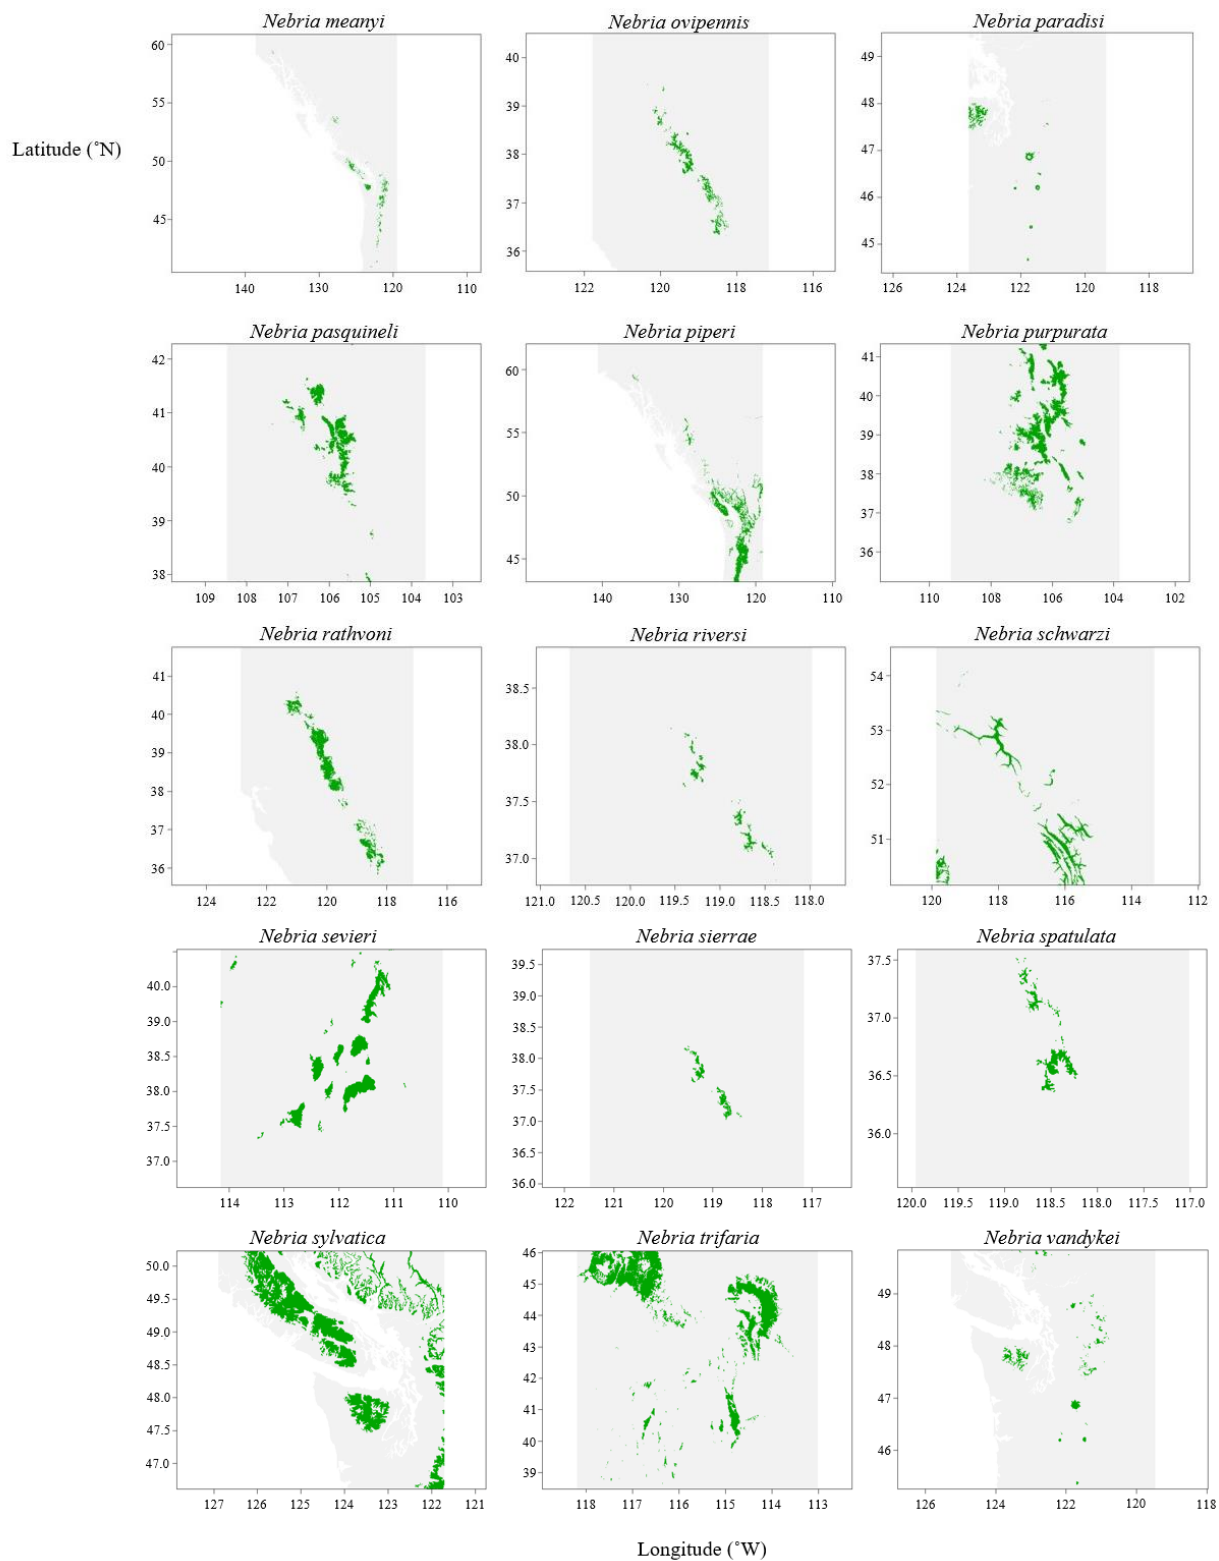 Nebria meanyi
Nebria ovipennis
Nebria paradisi
Latitude (˚N)
60
55
50
45
140 130 120 110
40
39
38
37
36
122 120 118 116
49
48
47
46
45
126 124 122 120 118
Nebria pasquineli
Nebria piperi
Nebria purpurata
42
41
40
39
38
109 108 107 106 105 104 103
60
55
50
45
140 130 120 110
41
40
39
38
37
36
110 108 106 104 102
Nebria rathvoni
Nebria riversi
Nebria schwarzi
41
40
39
38
37
36
124 122 120 118 116
38.5
38.0
37.5
37.0
121.0 120.5 120.0 119.5 119.0 118.5 118.0
54
53
52
51
120 118 116 114 112
Nebria sevieri
Nebria sierrae
Nebria spatulata
40.0
39.0
38.5
38.0
37.5
37.0
114 113 112 111 110
39.5
39.0
38.5
38.0
37.5
37.0
36.5
36.0
122 121 120 119 118 117
37.5
37.0
36.5
36.0
120.0 119.5 119.0 118.5 118.0 117.5 117.0
Nebria sylvatica
Nebria trifaria
Nebria vandykei
50.0
49.5
49.0
48.5
48.0
47.5
47.0
127 126 125 124 123 122 121
46
45
44
43
42
41
40
39
118 117 116 115 114 113
49
48
47
46
126 124 122 120 118
Longitude (˚W)